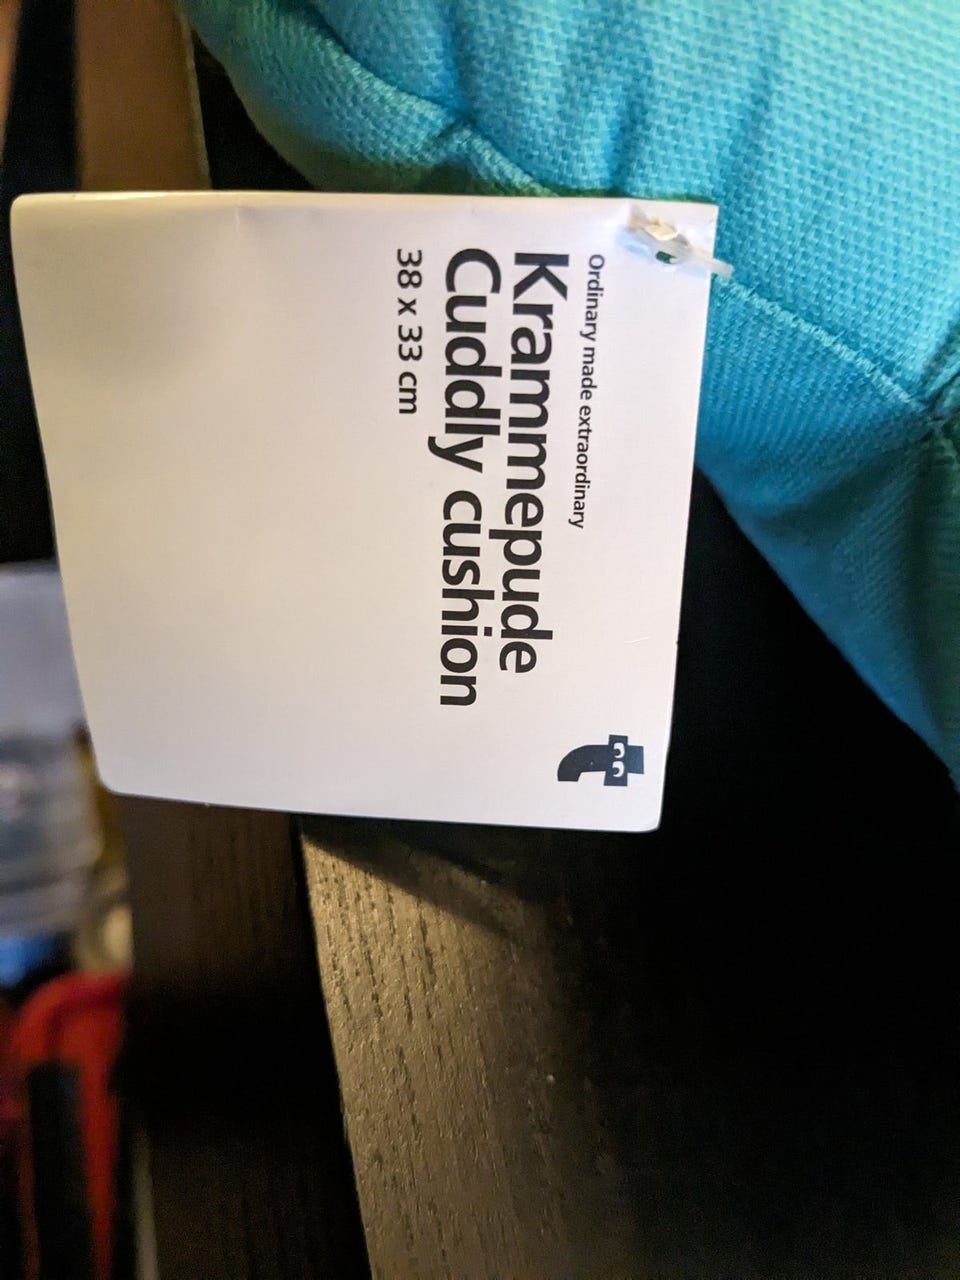 Ordinary made extraordinary
Krammepude
Cuddly cushion
38 x 33 cm